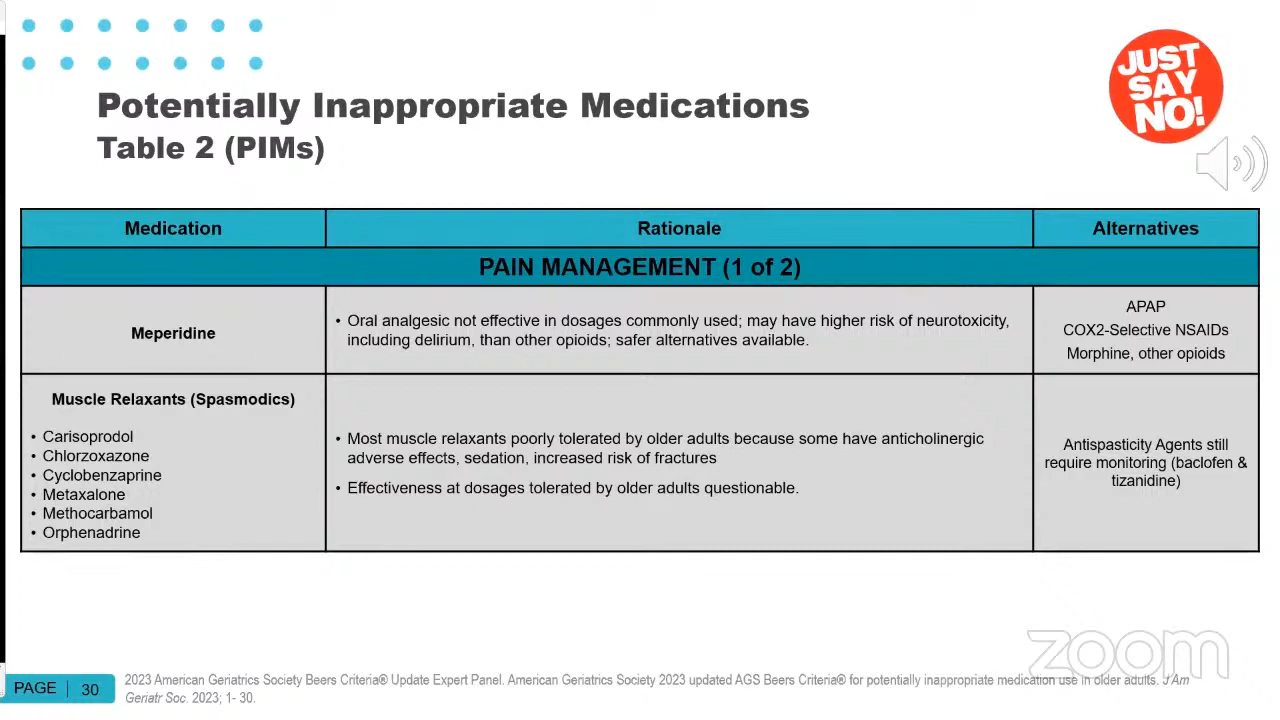 JUST
SAY
NO!
Potentially Inappropriate Medications
Table 2 (PIMs)
Medication
Rationale
Alternatives
PAIN MANAGEMENT (1 of 2)
Meperidine
• Oral analgesic not effective in dosages commonly used; may have higher risk of neurotoxicity,
including delirium, than other opioids; safer alternatives available.
APAP
COX2-Selective NSAIDs
Morphine, other opioids
Muscle Relaxants (Spasmodics)
• Carisoprodol
• Chlorzoxazone
• Cyclobenzaprine
• Metaxalone
• Methocarbamol
• Orphenadrine
• Most muscle relaxants poorly tolerated by older adults because some have anticholinergic
adverse effects, sedation, increased risk of fractures
• Effectiveness at dosages tolerated by older adults questionable.
Antispasticity Agents still
require monitoring (baclofen &
tizanidine)
zoom
PAGE | 30
2023 American Geriatrics Society Beers Criteria® Update Expert Panel. American Geriatrics Society 2023 updated AGS Beers Criteria® for potentially inappropriate medication use in older adults. J Am
Geriatr Soc. 2023; 1- 30.